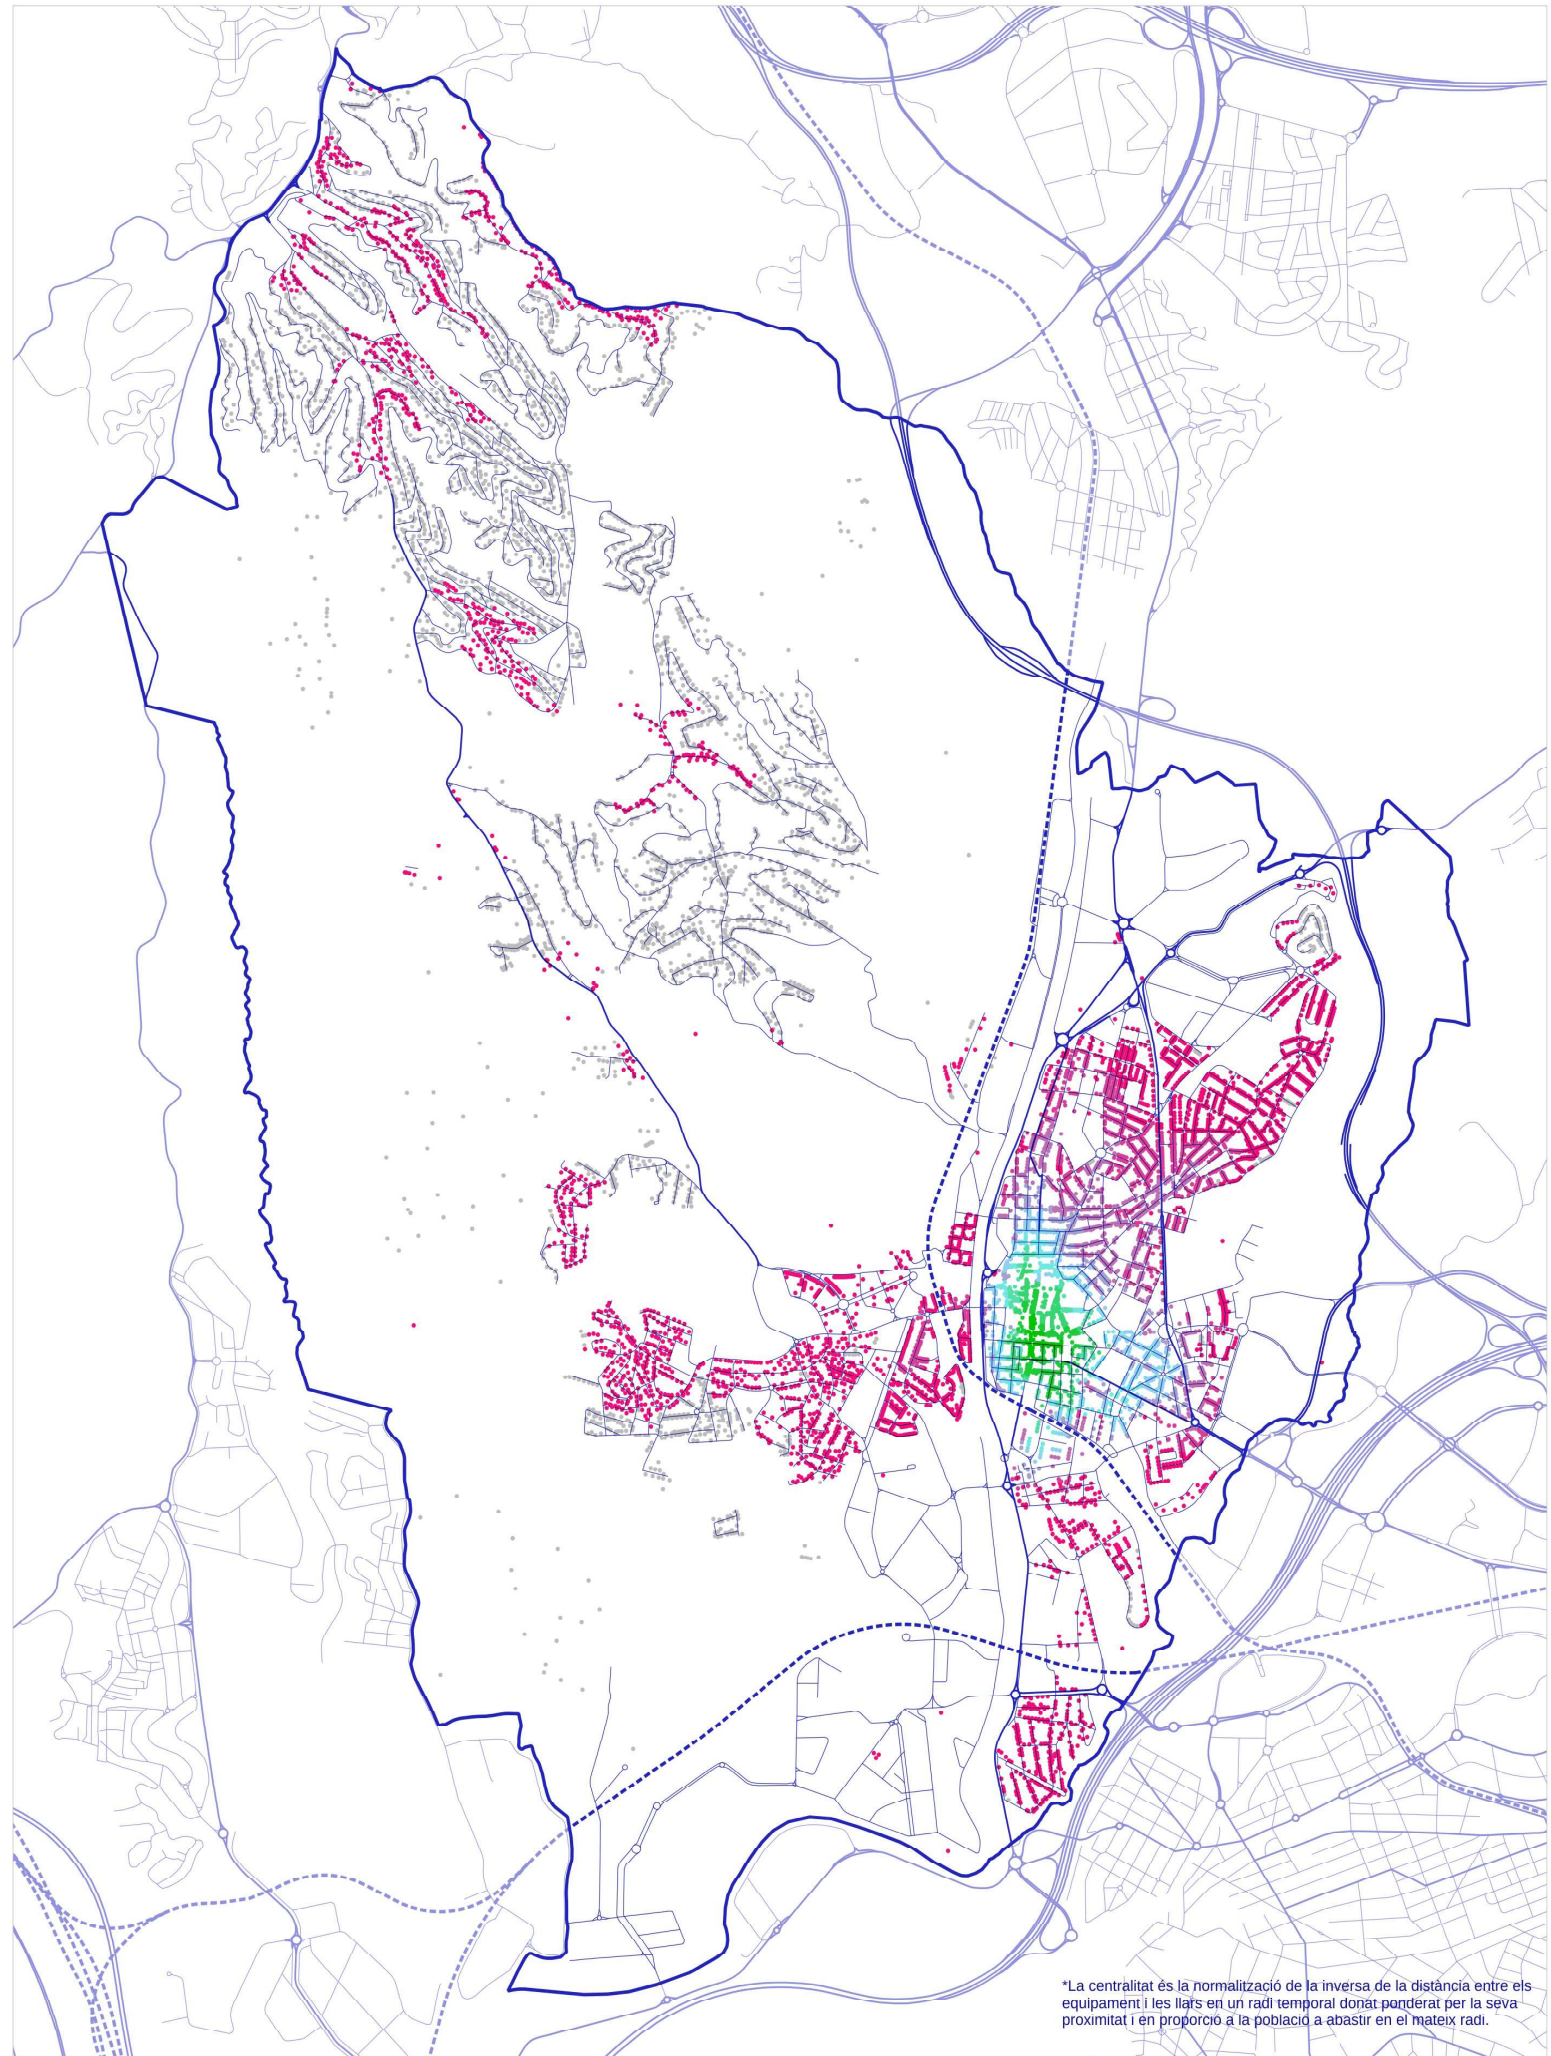 *La centralitat és la normalització de la inversa de la distància entre els
equipament i les llars en un radi temporal donat ponderat per la seva
proximitat i en proporció a la població a abastir en el mateix radi.